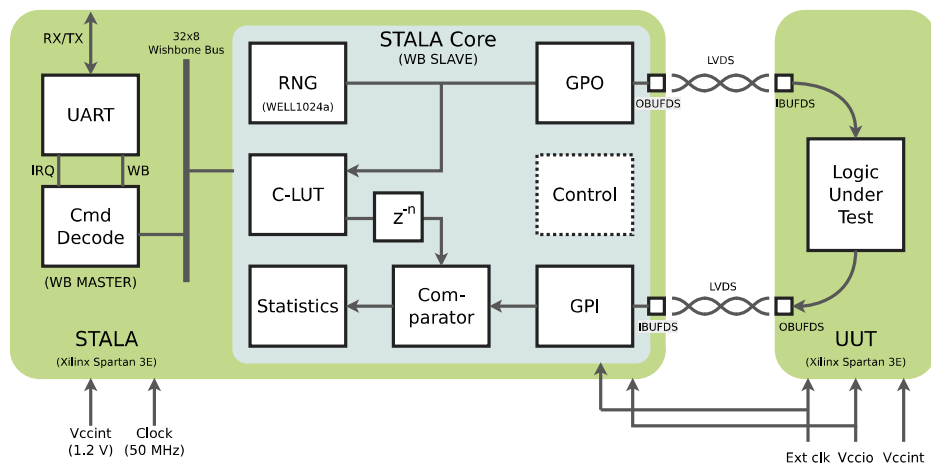 RX/TX
32x8
Wishbone Bus
UART
IRQ
WB
Cmd
Decode
(WB MASTER)
STALA
(Xilinx Spartan 3E)
Vccint
(1.2 V)
Clock
(50 MHz)
STALA Core
(WB SLAVE)
RNG
(WELL1024a)
GPO
C-LUT
z-n
Control
Statistics
Com-
parator
GPI
OBUFDS
LVDS
IBUFDS
Logic
Under
Test
IBUFDS
LVDS
OBUFDS
UUT
(Xilinx Spartan 3E)
Ext clk
Vccio
Vccint